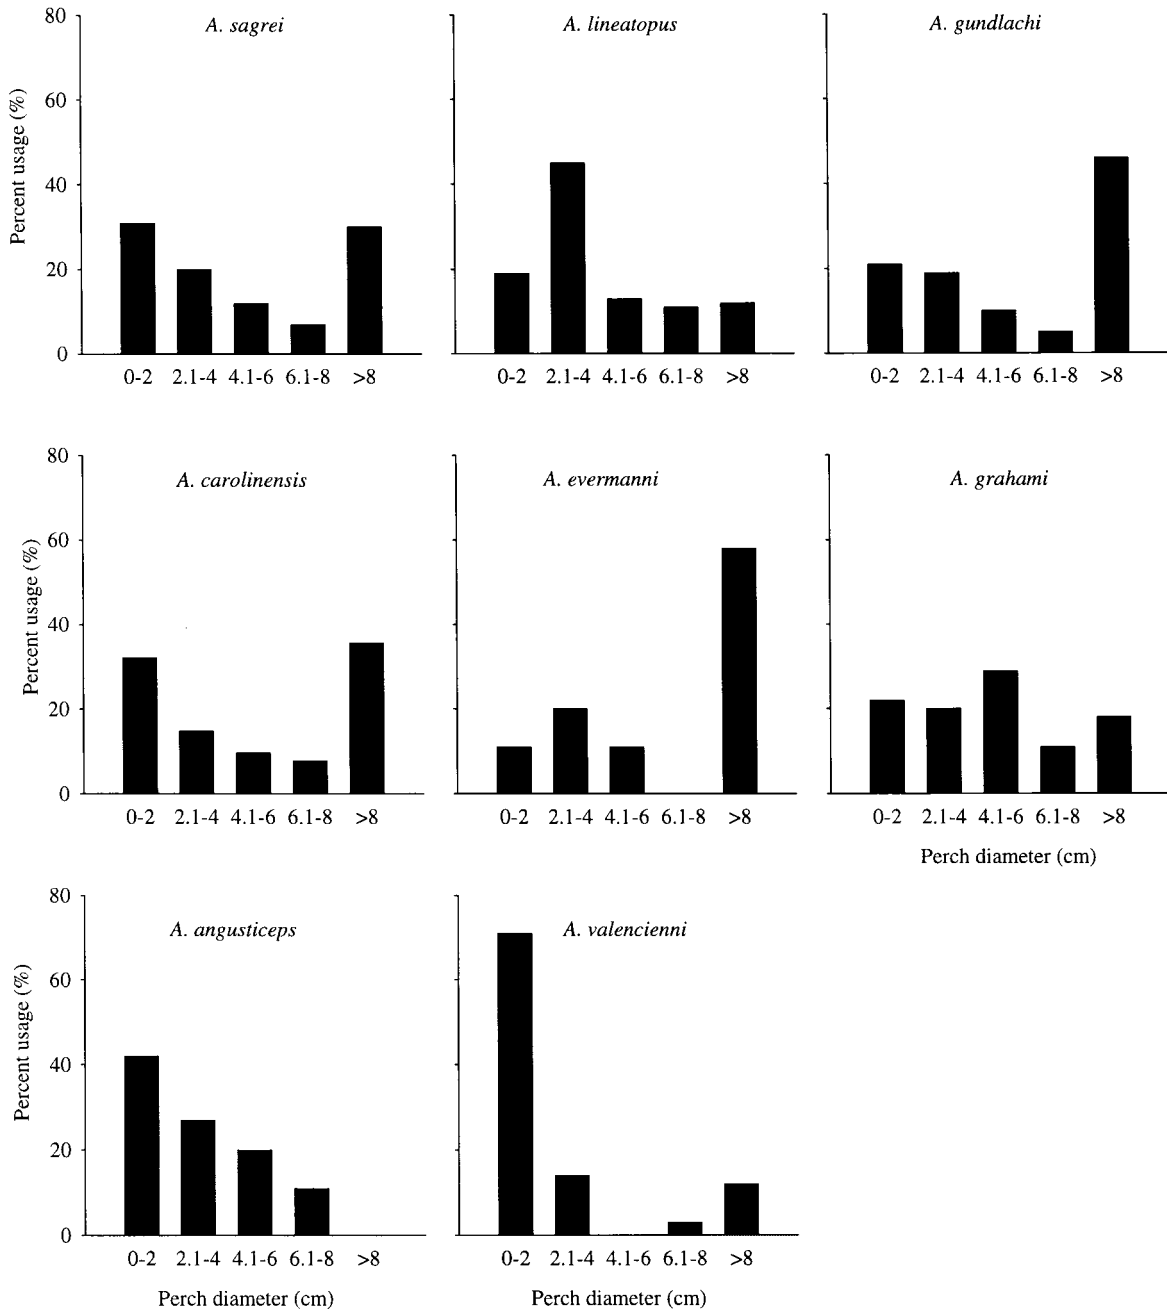 A. sagrei
A. lineatopus
A. gundlachi
Percent usage (%)
80
60
40
20
0
0-2 2.1-4 4.1-6 6.1-8 >8
0-2 2.1-4 4.1-6 6.1-8 >8
0-2 2.1-4 4.1-6 6.1-8 >8
A. carolinensis
A. evermanni
A. grahami
Percent usage (%)
80
60
40
20
0
0-2 2.1-4 4.1-6 6.1-8 >8
0-2 2.1-4 4.1-6 6.1-8 >8
0-2 2.1-4 4.1-6 6.1-8 >8
Perch diameter (cm)
A. angusticeps
A. valencienni
Percent usage (%)
80
60
40
20
0
0-2 2.1-4 4.1-6 6.1-8 >8
0-2 2.1-4 4.1-6 6.1-8 >8
Perch diameter (cm)
Perch diameter (cm)